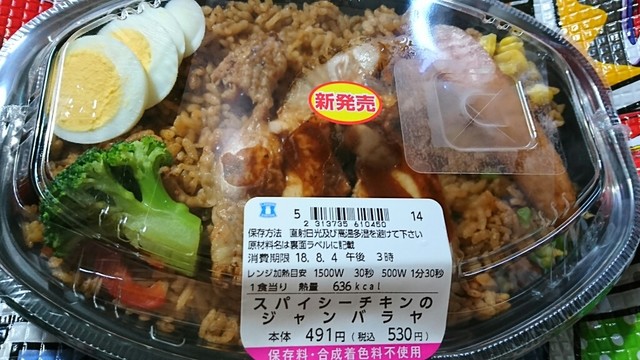 新発売
5 14
2 313735 610450
保存方法 直射日光及び高温多湿を避けて下さい
原材料名は裏面ラベルに記載
消費期限 18. 8. 4 午後 3時
レンジ加熱目安 1500W 30秒 500W 1分30秒
1食当り 熱量 636kcal
スパイシーチキンの
ジャンバラヤ
本体 491円 (税込 530円)
保存料・合成着色料不使用